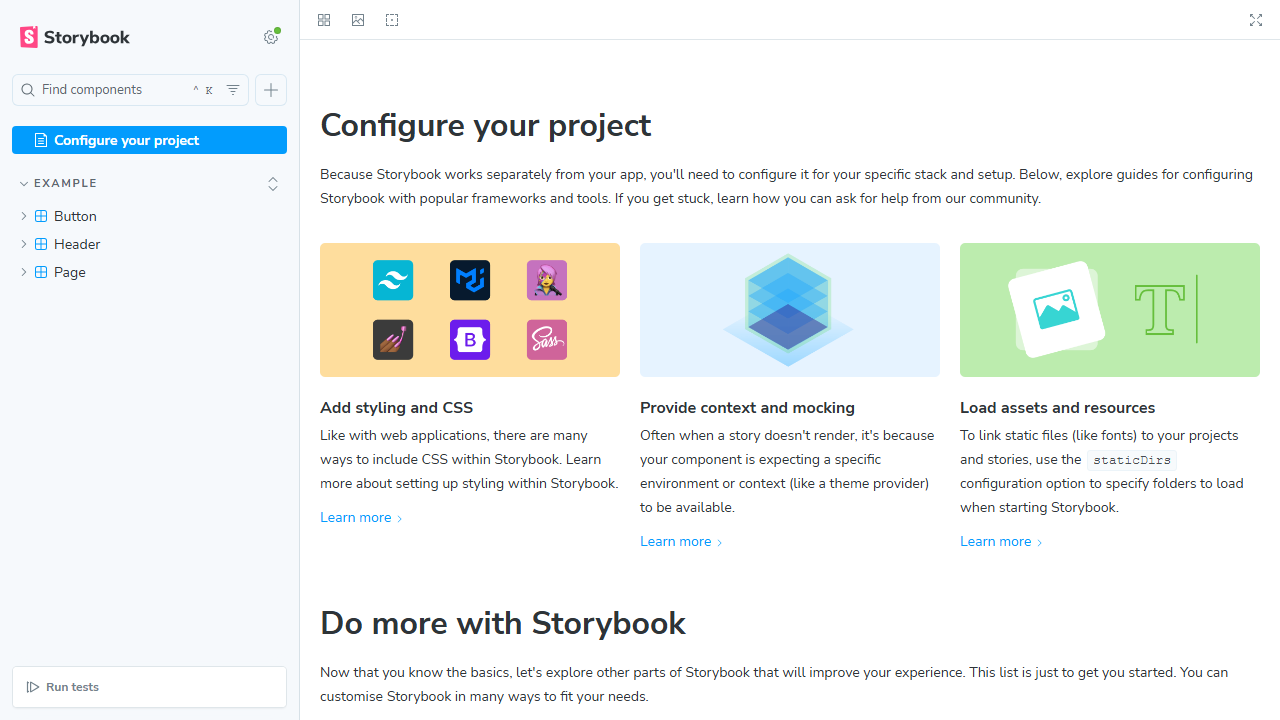 Storybook
Find components
^ K
Configure your project
EXAMPLE
Button
Header
Page
Run tests
Configure your project
Because Storybook works separately from your app, you'll need to configure it for your specific stack and setup. Below, explore guides for configuring
Storybook with popular frameworks and tools. If you get stuck, learn how you can ask for help from our community.
B
Sass
T
Add styling and CSS
Like with web applications, there are many
ways to include CSS within Storybook. Learn
more about setting up styling within Storybook.
Learn more
Provide context and mocking
Often when a story doesn't render, it's because
your component is expecting a specific
environment or context (like a theme provider)
to be available.
Learn more
Load assets and resources
To link static files (like fonts) to your projects
and stories, use the staticDirs
configuration option to specify folders to load
when starting Storybook.
Learn more
Do more with Storybook
Now that you know the basics, let's explore other parts of Storybook that will improve your experience. This list is just to get you started. You can
customise Storybook in many ways to fit your needs.